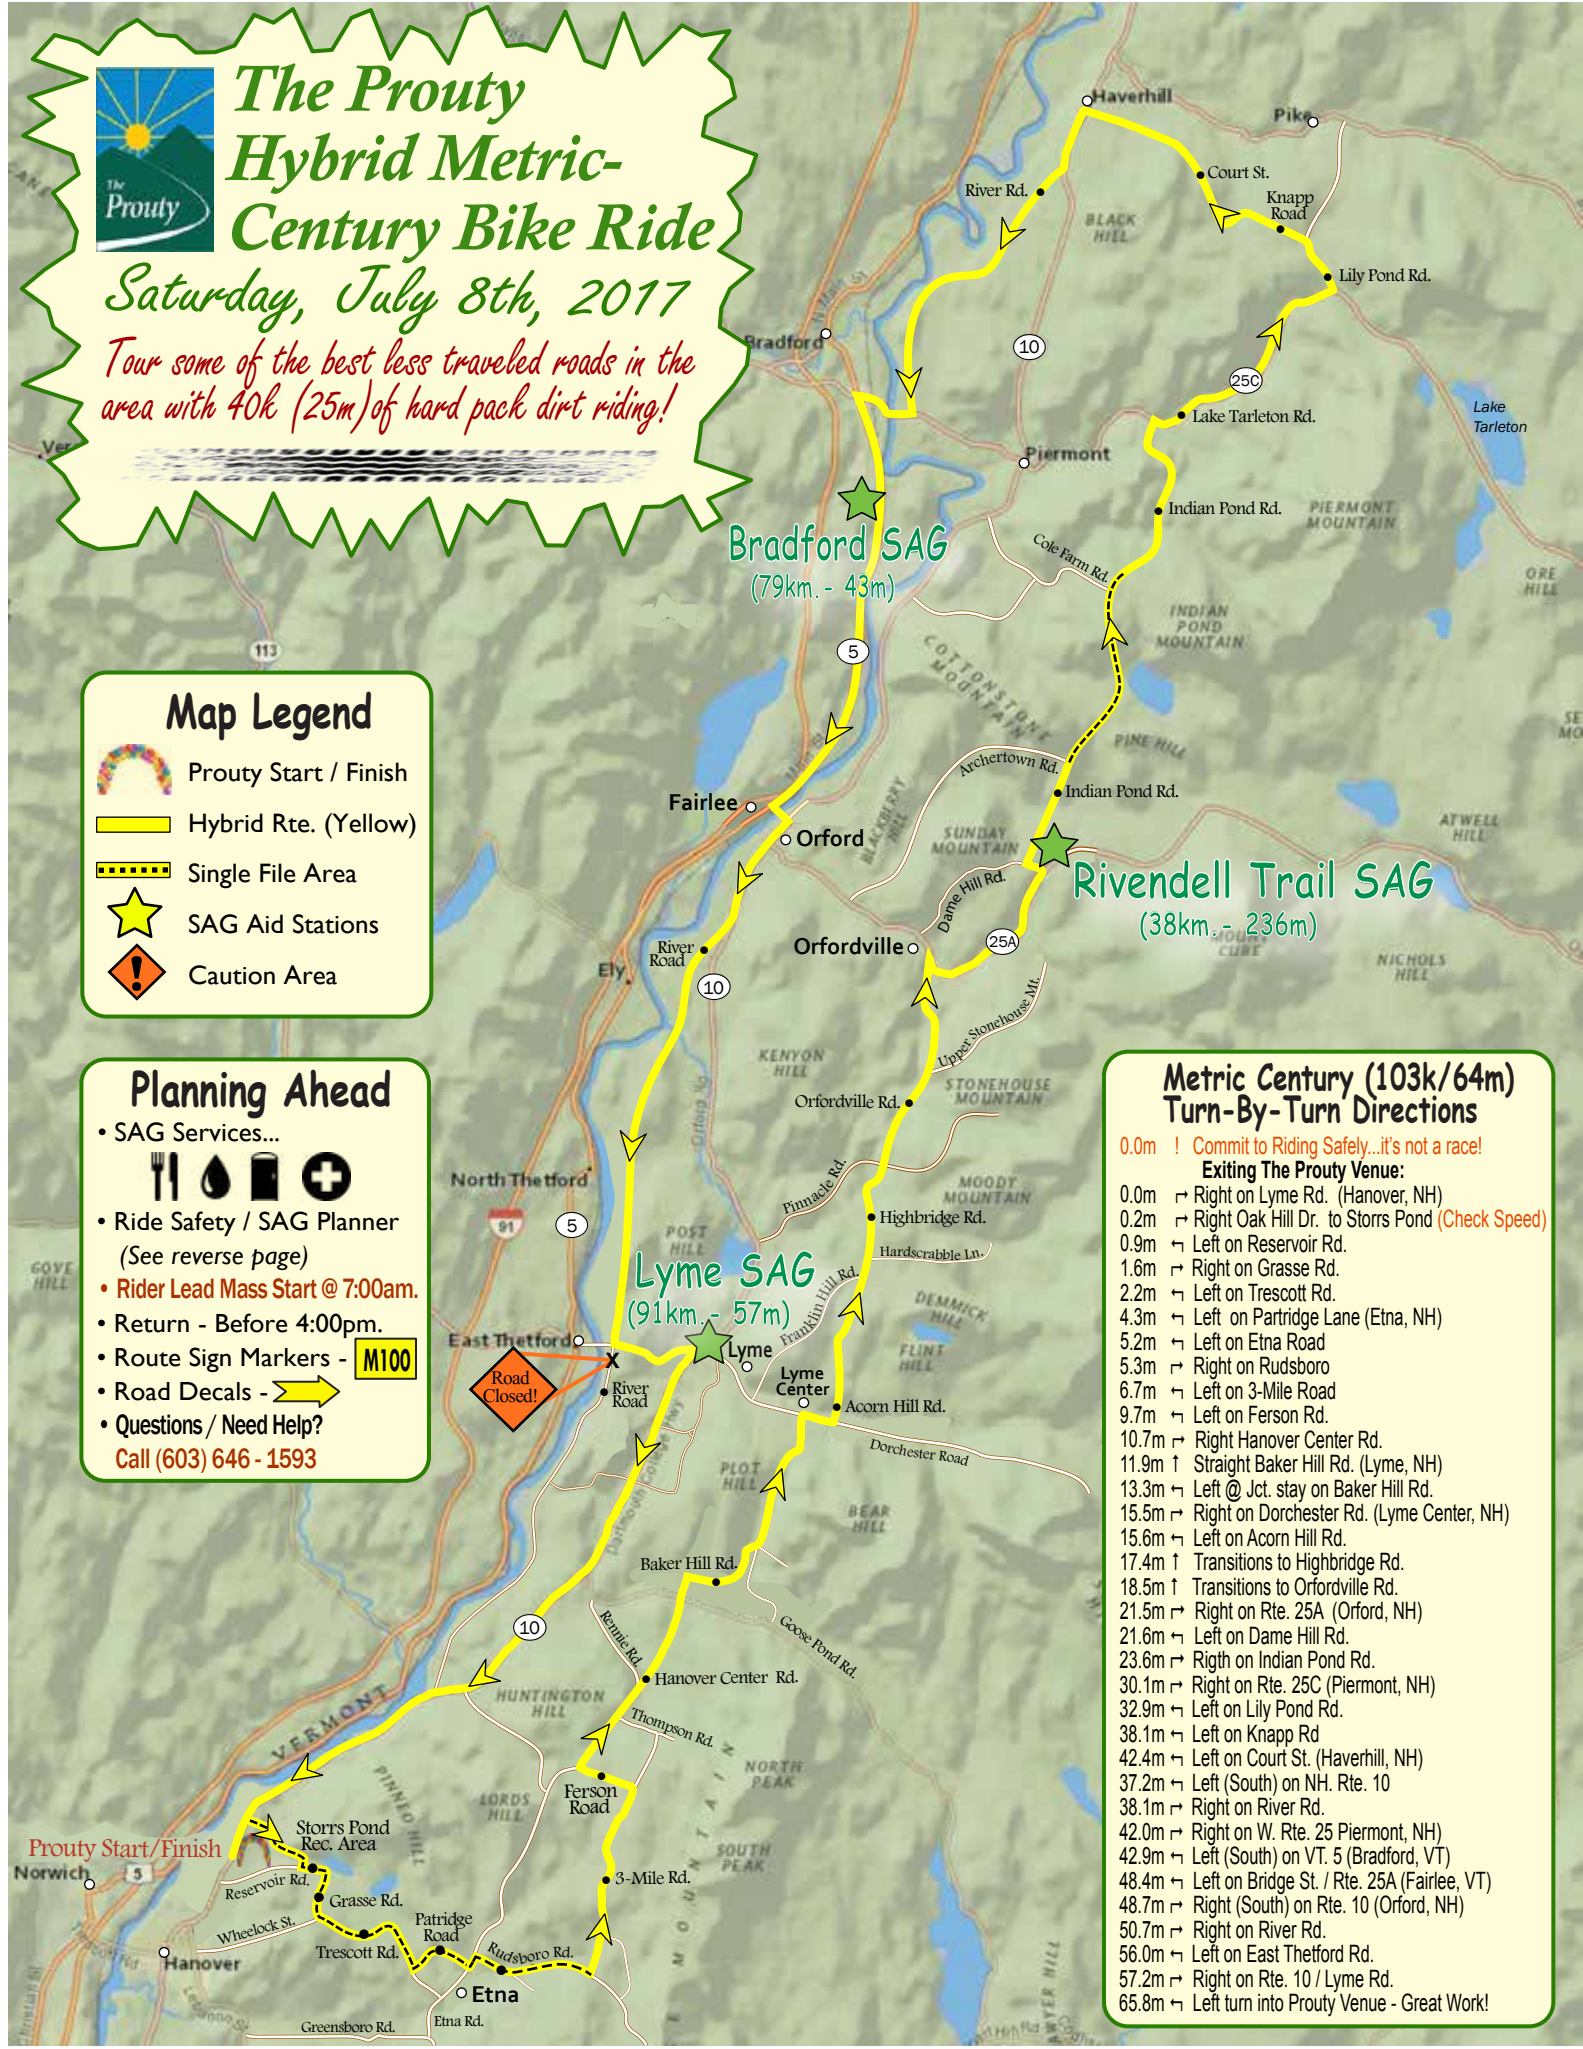 The Prouty
Hybrid Metric-
Century Bike Ride
Saturday, July 8th, 2017
Tour some of the best less traveled roads in the
area with 40k (25m)of hard pack dirt riding!
The
Prouty
Map Legend
Prouty Start / Finish
Hybrid Rte. (Yellow)
Single File Area
SAG Aid Stations
! Caution Area
Planning Ahead
• SAG Services...
• Ride Safety / SAG Planner
(See reverse page)
• Rider Lead Mass Start @ 7:00am.
• Return - Before 4:00pm.
• Route Sign Markers - M100
• Road Decals -
• Questions / Need Help?
Call (603) 646 - 1593
Metric Century (103k/64m)
Turn-By-Turn Directions
0.0m ! Commit to Riding Safely...it's not a race!
Exiting The Prouty Venue:
0.0m Right on Lyme Rd. (Hanover, NH)
0.2m Right Oak Hill Dr. to Storrs Pond (Check Speed)
0.9m Left on Reservoir Rd.
1.6m Right on Grasse Rd.
2.2m Left on Trescott Rd.
4.3m Left on Partridge Lane (Etna, NH)
5.2m Left on Etna Road
5.3m Right on Rudsboro
6.7m Left on 3-Mile Road
9.7m Left on Ferson Rd.
10.7m Right Hanover Center Rd.
11.9m ↑ Straight Baker Hill Rd. (Lyme, NH)
13.3m Left @ Jct. stay on Baker Hill Rd.
15.5m Right on Dorchester Rd. (Lyme Center, NH)
15.6m Left on Acorn Hill Rd.
17.4m ↑ Transitions to Highbridge Rd.
18.5m ↑ Transitions to Orfordville Rd.
21.5m Right on Rte. 25A (Orford, NH)
21.6m Left on Dame Hill Rd.
23.6m Rigth on Indian Pond Rd.
30.1m Right on Rte. 25C (Piermont, NH)
32.9m Left on Lily Pond Rd.
38.1m Left on Knapp Rd
42.4m Left on Court St. (Haverhill, NH)
37.2m Left (South) on NH. Rte. 10
38.1m Right on River Rd.
42.0m Right on W. Rte. 25 Piermont, NH)
42.9m Left (South) on VT. 5 (Bradford, VT)
48.4m Left on Bridge St. / Rte. 25A (Fairlee, VT)
48.7m Right (South) on Rte. 10 (Orford, NH)
50.7m Right on River Rd.
56.0m Left on East Thetford Rd.
57.2m Right on Rte. 10 / Lyme Rd.
65.8m Left turn into Prouty Venue - Great Work!
Haverhill
Pike
Court St.
Knapp
Road
River Rd.
BLACK
HILL
Lily Pond Rd.
N Main St
Bradford
10
25C
Lake Tarleton Rd.
Lake
Tarleton
Piermont
Indian Pond Rd.
PIERMONT
MOUNTAIN
Bradford SAG
(79km.- 43m)
Cole Farm Rd.
ORE
HILL
INDIAN
POND
MOUNTAIN
113
5
COTTONSTONE
MOUNTAIN
PINE HILL
Main St
Archertown Rd.
Indian Pond Rd.
Fairlee
Orford
BLACKBERRY
HILL
SUNDAY
MOUNTAIN
ATWELL
HILL
Rivendell Trail SAG
(38km.- 236m)
Dame Hill Rd.
MOUNT
CUBE
NICHOLS
HILL
Orfordville
25A
River
Road
Ely
10
Upper Stonehouse Mt.
KENYON
HILL
STONEHOUSE
MOUNTAIN
Orfordville Rd.
Orford Rd
North Thetford
Pinnacle Rd.
MOODY
MOUNTAIN
91
5
Highbridge Rd.
POST
HILL
Hardscrabble Ln.
GOVE
HILL
Lyme SAG
(91km.- 57m)
Franklin Hill Rd.
DEMMICK
HILL
East Thetford
X
Lyme
FLINT
HILL
Road
Closed!
River
Road
Lyme
Center
Acorn Hill Rd.
Dorchester Road
Dartmouth College Hwy
PLOT
HILL
BEAR
HILL
Baker Hill Rd.
10
Rennie Rd.
Goose Pond Rd.
Hanover Center Rd.
HUNTINGTON
HILL
VERMONT
Thompson Rd.
NORTH
PEAK
PINNEO HILL
LORDS
HILL
Ferson
Road
MOUNTAIN
Storrs Pond
Rec. Area
Prouty Start/Finish
SOUTH
PEAK
Norwich
5
Reservoir Rd.
Grasse Rd.
3-Mile Rd.
Wheelock St.
Patridge
Road
Trescott Rd.
Rudsboro Rd.
Hanover
Etna
Lebanon St
Greensboro Rd.
Etna Rd.